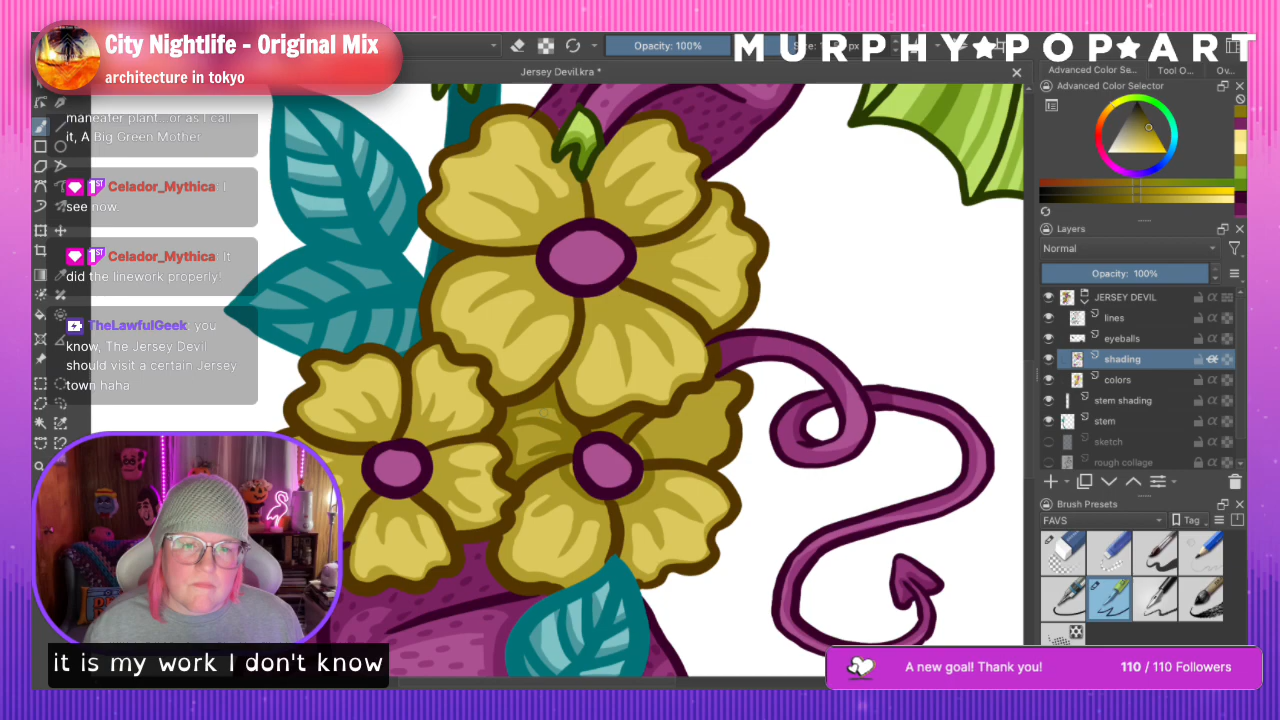 City Nightlife - Original Mix
architecture in tokyo
MURPHY★POP★ART
Opacity: 100%
Jersey Devil.kra *
Advanced Color Se...
Tool O...
Ov...
Advanced Color Selector
maneater plant...or as I call
it, A Big Green Mother
Celador_Mythica I
see now.
Celador_Mythica It
did the linework properly!
TheLawfulGeek you
know, The Jersey Devil
should visit a certain Jersey
town haha
Layers
Normal
Opacity: 100%
JERSEY DEVIL
lines
eyeballs
shading
colors
stem shading
stem
sketch
rough collage
Brush Presets
FAVS
Tag
it is my work I don't know
A new goal! Thank you!
110 / 110 Followers